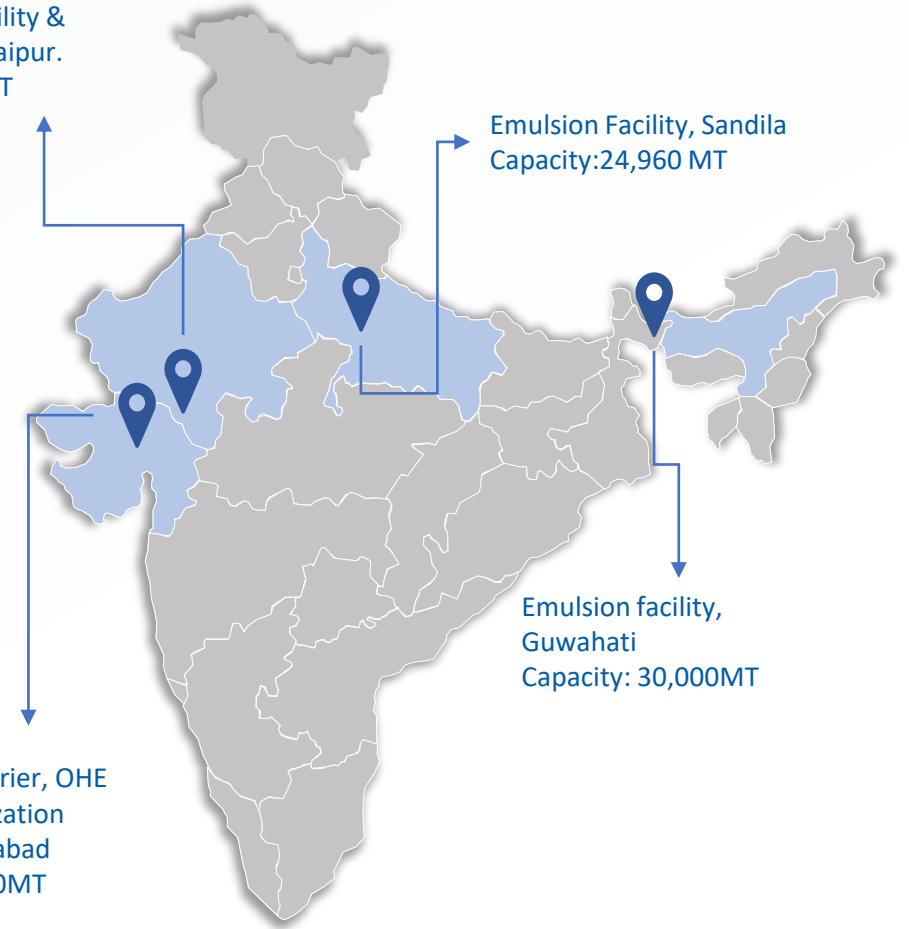 ility &
aipur.
T
Emulsion Facility, Sandila
Capacity:24,960 MT
Emulsion facility,
Guwahati
Capacity: 30,000MT
rier, OHE
zation
abad
0MT